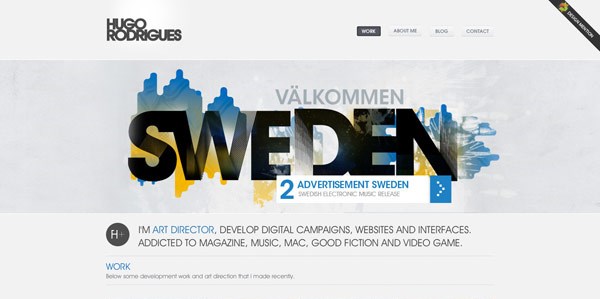 HUGO
RODRIGUES
WORK
ABOUT ME
BLOG
CONTACT
DESIGN MENTION
VÄLKOMMEN
SWEDEN
2 ADVERTISEMENT SWEDEN
SWEDISH ELECTRONIC MUSIC RELEASE
H+
I'M ART DIRECTOR, DEVELOP DIGITAL CAMPAIGNS, WEBSITES AND INTERFACES.
ADDICTED TO MAGAZINE, MUSIC, MAC, GOOD FICTION AND VIDEO GAME.
WORK
Below some development work and art direction that i made recently.